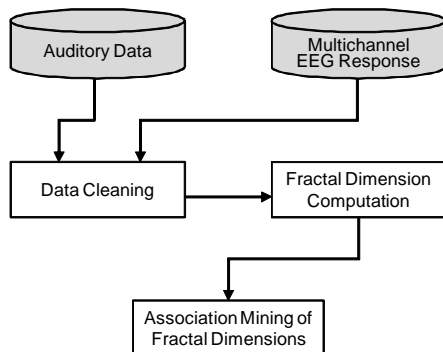 Auditory Data
Multichannel
EEG Response
Data Cleaning
Fractal Dimension
Computation
Association Mining of
Fractal Dimensions